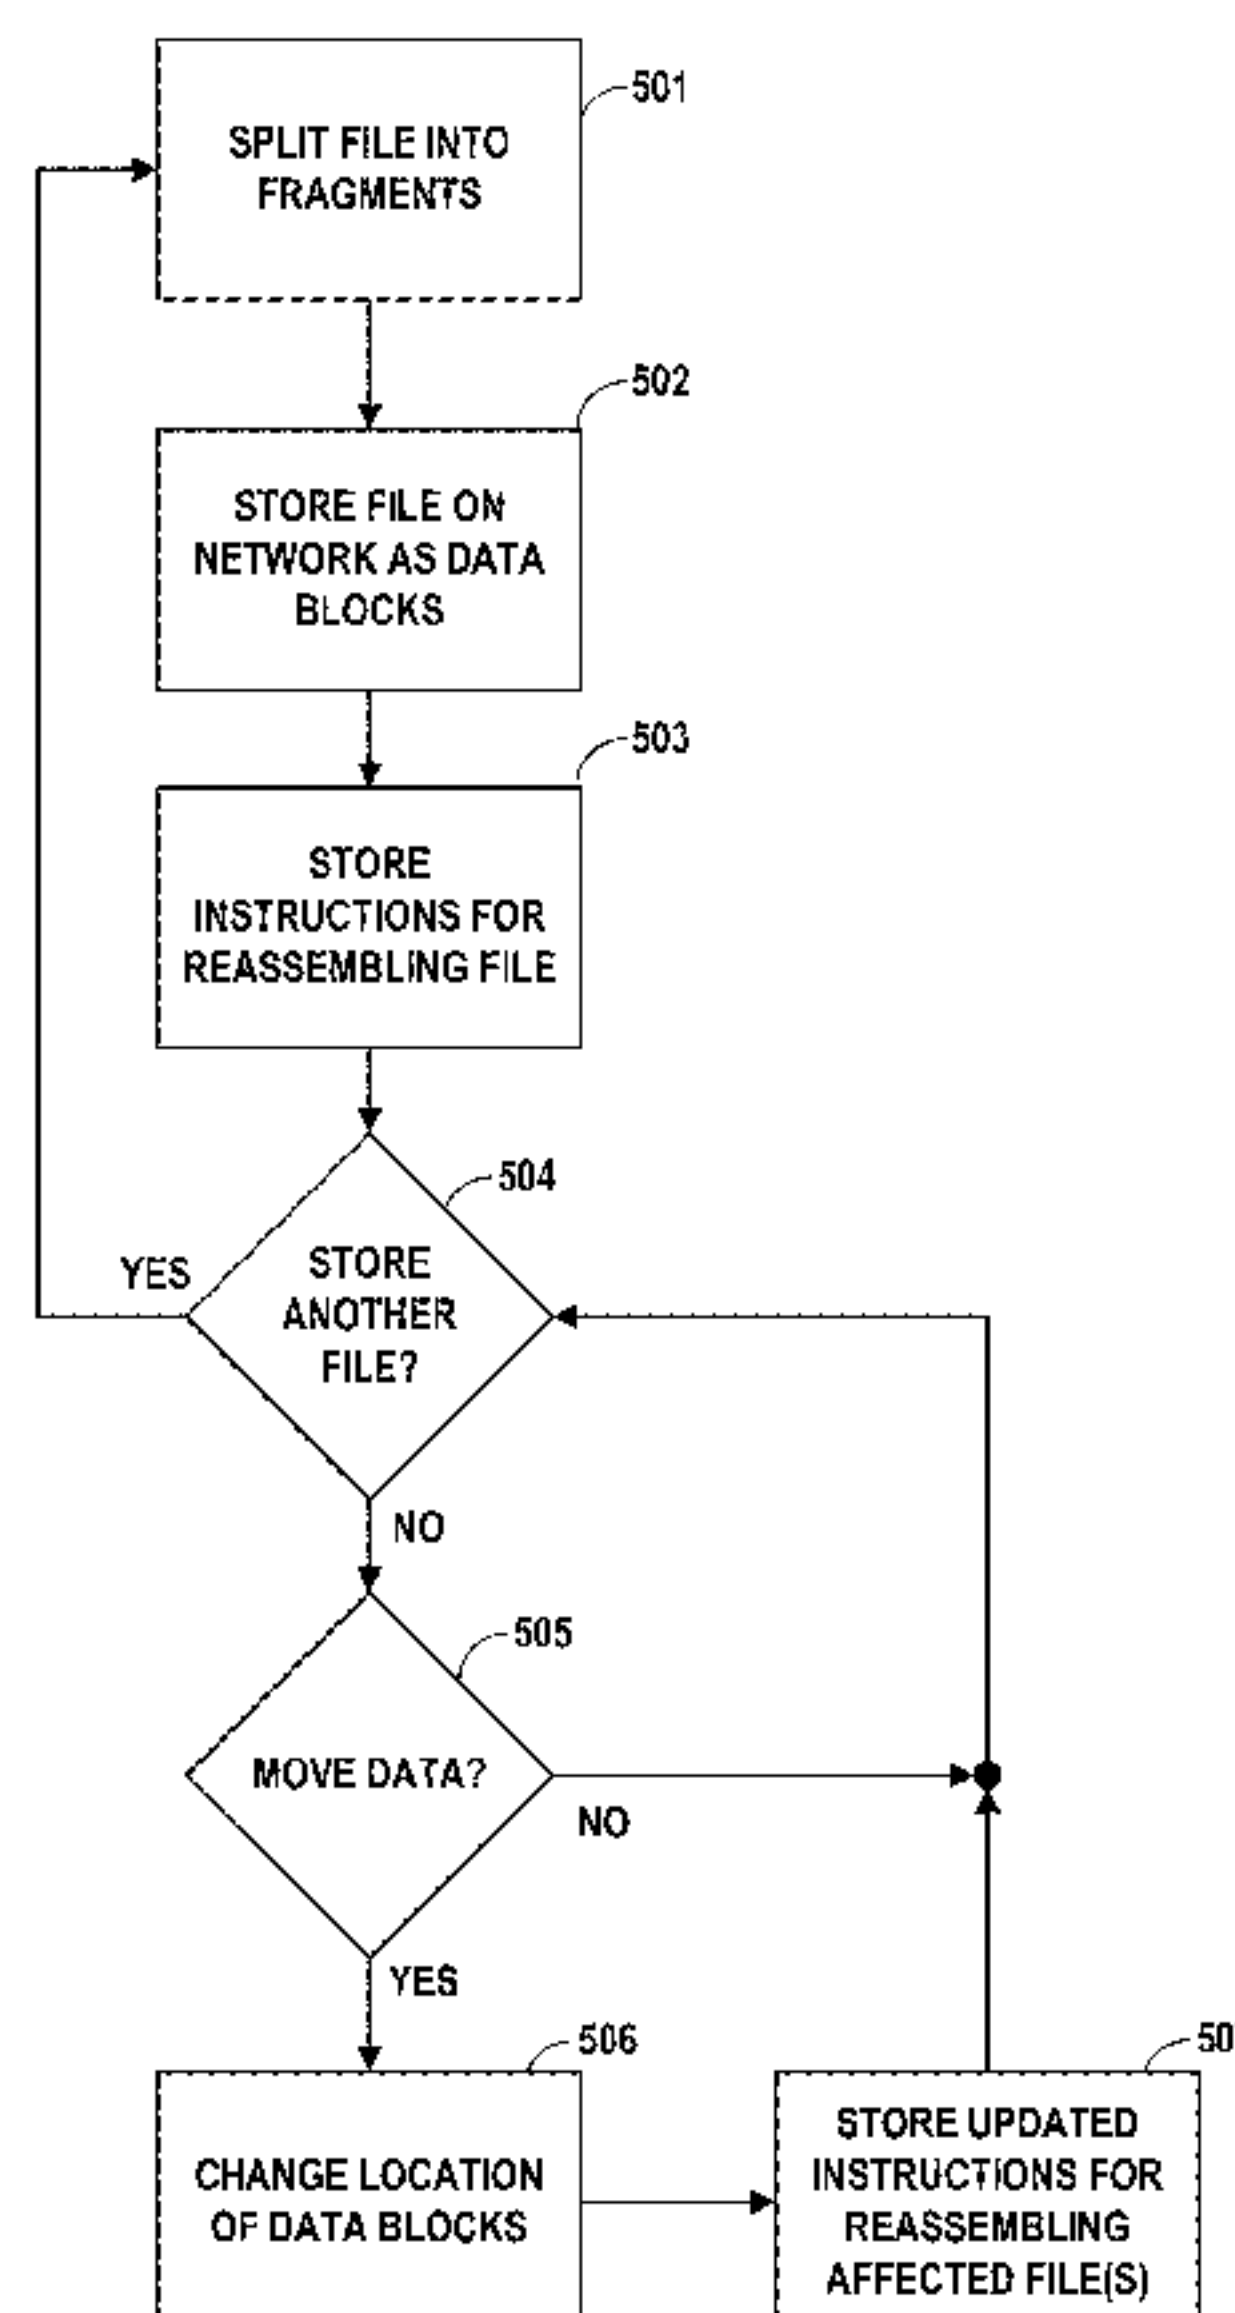 501
SPLIT FILE INTO
FRAGMENTS
502
STORE FILE ON
NETWORK AS DATA
BLOCKS
503
STORE
INSTRUCTIONS FOR
REASSEMBLING FILE
504
YES
STORE
ANOTHER
FILE?
NO
505
MOVE DATA?
NO
YES
506
CHANGE LOCATION
OF DATA BLOCKS
50
STORE UPDATED
INSTRUCTIONS FOR
REASSEMBLING
AFFECTED FILE(S)